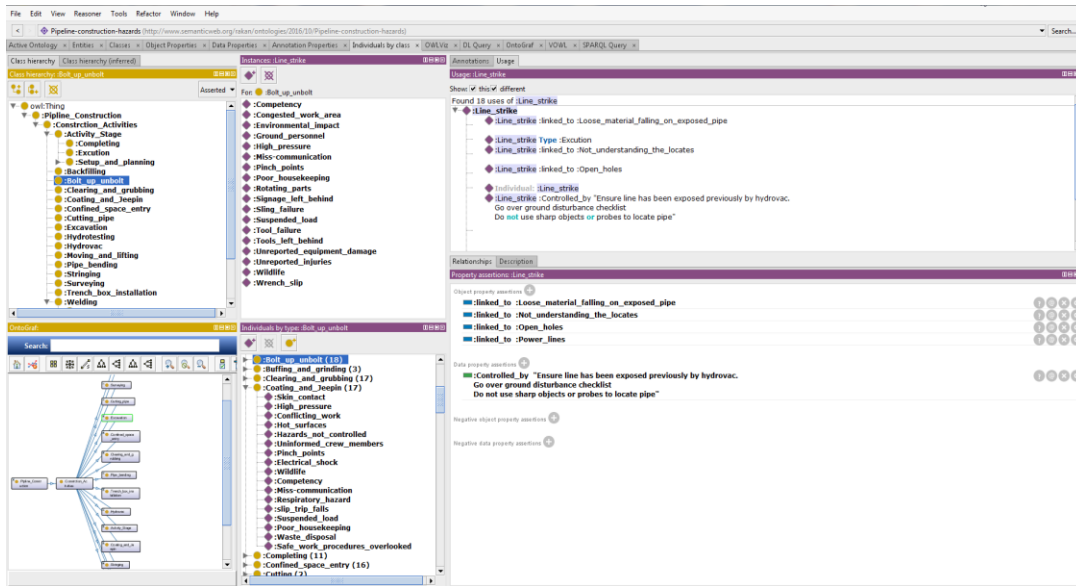 File Edit View Reasoner Tools Refactor Window Help
< Pipeline-construction-hazards (http://www.semanticweb.org/rakan/ontologies/2016/10/Pipeline-construction-hazards) Search...
Active Ontology × Entities × Classes × Object Properties × Data Properties × Annotation Properties × Individuals by class × OWLViz × DL Query × OntoGraf × VOWL × SPARQL Query ×
Class hierarchy Class hierarchy (inferred)
Class hierarchy: :Bolt_up_unbolt
Asserted
owl:Thing
:Pipline_Construction
:Constrction_Activities
:Activity_Stage
:Completing
:Excution
:Setup_and_planning
:Backfilling
:Bolt_up_unbolt
:Clearing_and_grubbing
:Coating_and_Jeepin
:Confined_space_entry
:Cutting_pipe
:Excavation
:Hydrotesting
:Hydrovac
:Moving_and_lifting
:Pipe_bending
:Stringing
:Surveying
:Trench_box_installation
:Welding
Instances: :Line_strike
For: :Bolt_up_unbolt
:Competency
:Congested_work_area
:Environmental_impact
:Ground_personnel
:High_pressure
:Miss-communication
:Pinch_points
:Poor_housekeeping
:Rotating_parts
:Signage_left_behind
:Sling_failure
:Suspended_load
:Tool_failure
:Tools_left_behind
:Unreported_equipment_damage
:Unreported_injuries
:Wildlife
:Wrench_slip
Annotations Usage
Usage: :Line_strike
Show: this different
Found 18 uses of :Line_strike
:Line_strike
:Line_strike :linked_to :Loose_material_falling_on_exposed_pipe
:Line_strike Type :Excution
:Line_strike :linked_to :Not_understanding_the_locates
:Line_strike :linked_to :Open_holes
Individual: :Line_strike
:Line_strike :Controlled_by "Ensure line has been exposed previously by hydrovac.
Go over ground disturbance checklist
Do not use sharp objects or probes to locate pipe"
Relationships Description
Property assertions: :Line_strike
Object property assertions
:linked_to :Loose_material_falling_on_exposed_pipe
:linked_to :Not_understanding_the_locates
:linked_to :Open_holes
:linked_to :Power_lines
Data property assertions
:Controlled_by "Ensure line has been exposed previously by hydrovac.
Go over ground disturbance checklist
Do not use sharp objects or probes to locate pipe"
Negative object property assertions
Negative data property assertions
OntoGraf:
Search:
Individuals by type: :Bolt_up_unbolt
:Bolt_up_unbolt (18)
:Buffing_and_grinding (3)
:Clearing_and_grubbing (17)
:Coating_and_Jeepin (17)
:Skin_contact
:High_pressure
:Conflicting_work
:Hot_surfaces
:Hazards_not_controlled
:Uninformed_crew_members
:Pinch_points
:Electrical_shock
:Wildlife
:Competency
:Miss-communication
:Respiratory_hazard
:slip_trip_falls
:Suspended_load
:Poor_housekeeping
:Waste_disposal
:Safe_work_procedures_overlooked
:Completing (11)
:Confined_space_entry (16)
:Cutting (2)